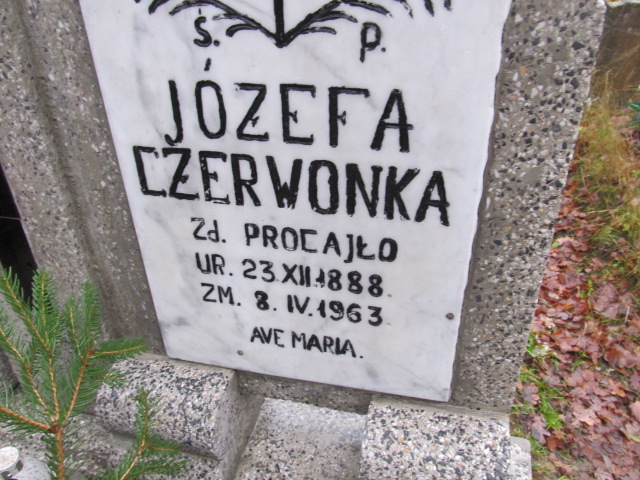 Ś. P.
JÓZEFA
CZERWONKA
Zd. PROCAJŁO
UR. 23.XII.1888.
ZM. 8.IV.1963
AVE MARIA.